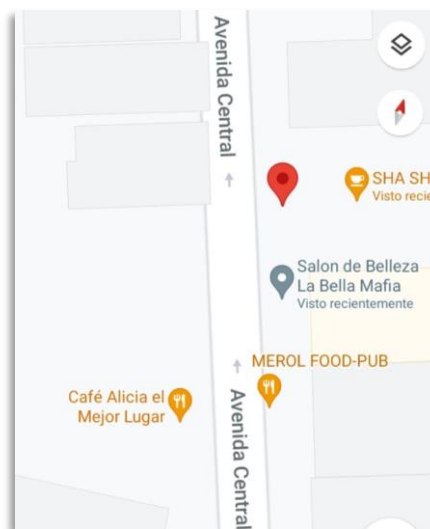 Avenida Central
SHA SH
Visto recie
Salon de Belleza
La Bella Mafia
Visto recientemente
MEROL FOOD-PUB
Café Alicia el
Mejor Lugar
Avenida Central